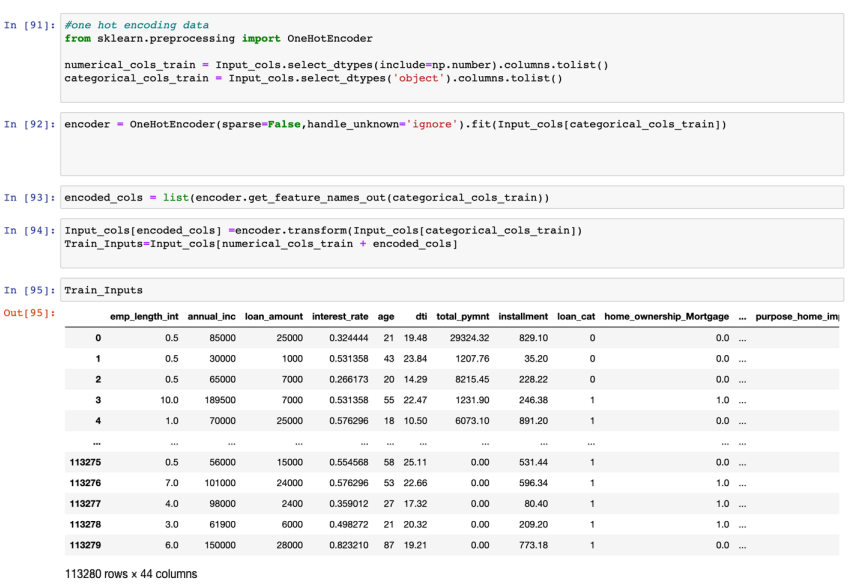 In [91]: #one hot encoding data
from sklearn.preprocessing import OneHotEncoder
numerical_cols_train = Input_cols.select_dtypes(include=np.number).columns.tolist()
categorical_cols_train = Input_cols.select_dtypes('object').columns.tolist()
In [92]: encoder = OneHotEncoder(sparse=False,handle_unknown='ignore').fit(Input_cols[categorical_cols_train])
In [93]: encoded_cols = list(encoder.get_feature_names_out(categorical_cols_train))
In [94]: Input_cols[encoded_cols] =encoder.transform(Input_cols[categorical_cols_train])
Train_Inputs=Input_cols[numerical_cols_train + encoded_cols]
In [95]: Train_Inputs
Out[95]:
emp_length_int annual_inc loan_amount interest_rate age dti total_pymnt installment loan_cat home_ownership_Mortgage ... purpose_home_im
0 0.5 85000 25000 0.324444 21 19.48 29324.32 829.10 0 0.0 ...
1 0.5 30000 1000 0.531358 43 23.84 1207.76 35.20 0 0.0 ...
2 0.5 65000 7000 0.266173 20 14.29 8215.45 228.22 0 0.0 ...
3 10.0 189500 7000 0.531358 55 22.47 1231.90 246.38 1 1.0 ...
4 1.0 70000 25000 0.576296 18 10.50 6073.10 891.20 1 0.0 ...
... ... ... ... ... ... ... ... ... ... ... ...
113275 0.5 56000 15000 0.554568 58 25.11 0.00 531.44 1 0.0 ...
113276 7.0 101000 24000 0.576296 53 22.66 0.00 596.34 1 1.0 ...
113277 4.0 98000 2400 0.359012 27 17.32 0.00 80.40 1 1.0 ...
113278 3.0 61900 6000 0.498272 21 20.32 0.00 209.20 1 1.0 ...
113279 6.0 150000 28000 0.823210 87 19.21 0.00 773.18 1 0.0 ...
113280 rows × 44 columns